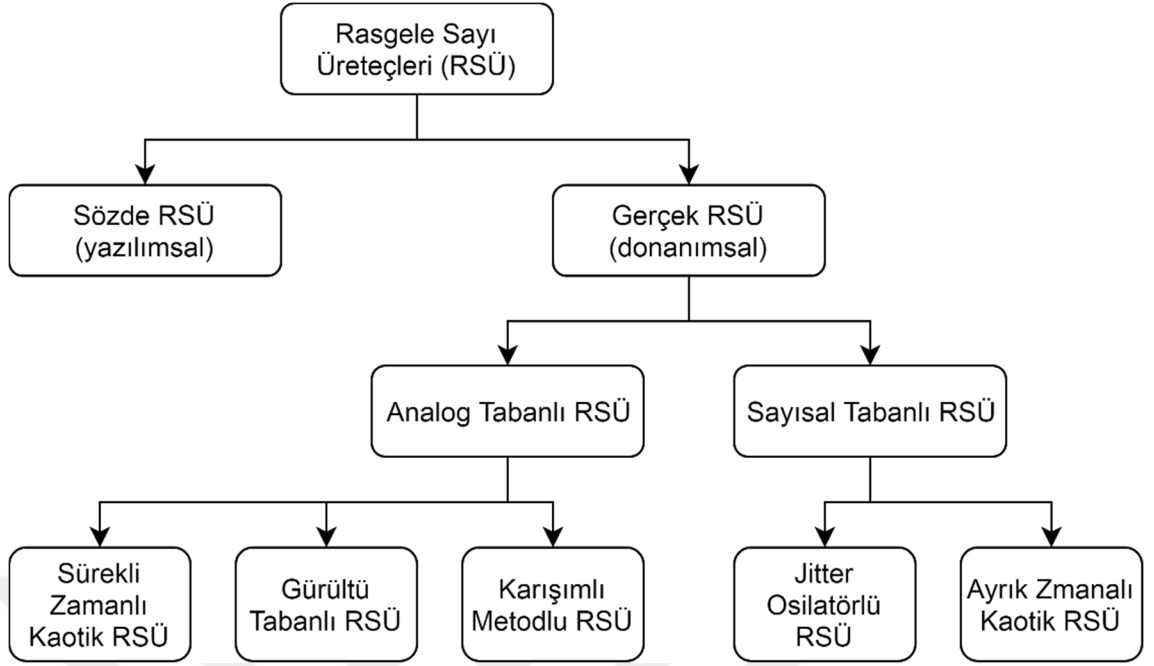 Rasgele Sayı
Üreteçleri (RSÜ)
Sözde RSÜ
(yazılımsal)
Gerçek RSÜ
(donanımsal)
Analog Tabanlı RSÜ
Sayısal Tabanlı RSÜ
Sürekli
Zamanlı
Kaotik RSÜ
Gürültü
Tabanlı RSÜ
Karışımlı
Metodlu RSÜ
Jitter
Osilatörlü
RSÜ
Ayrık Zmanalı
Kaotik RSÜ